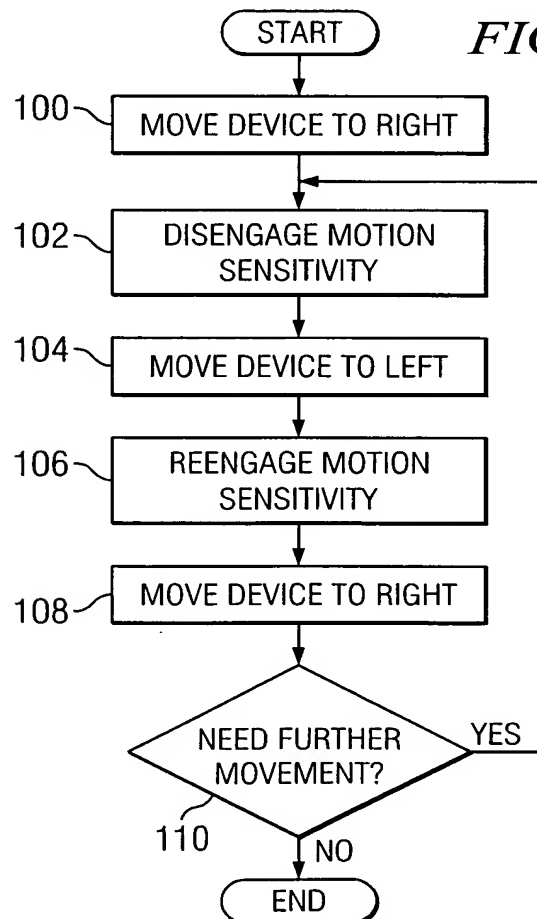 START
FIG
100
MOVE DEVICE TO RIGHT
102
DISENGAGE MOTION
SENSITIVITY
104
MOVE DEVICE TO LEFT
106
REENGAGE MOTION
SENSITIVITY
108
MOVE DEVICE TO RIGHT
NEED FURTHER
MOVEMENT?
YES
110
NO
END